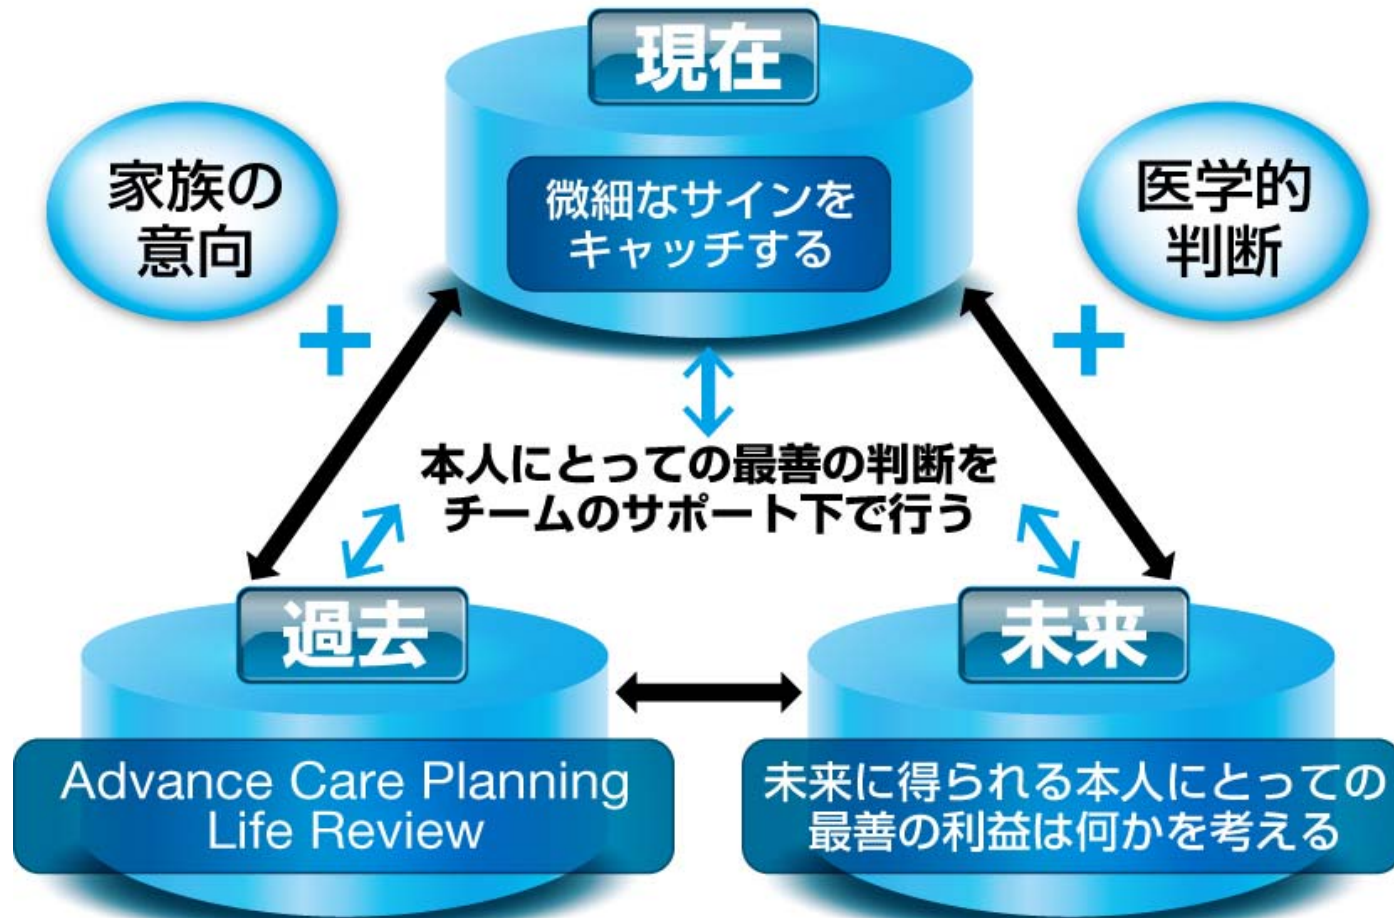 現在
微細なサインを
キャッチする
家族の
意向
医学的
判断
+
+
本人にとっての最善の判断を
チームのサポート下で行う
過去
Advance Care Planning
Life Review
未来
未来に得られる本人にとっての
最善の利益は何かを考える